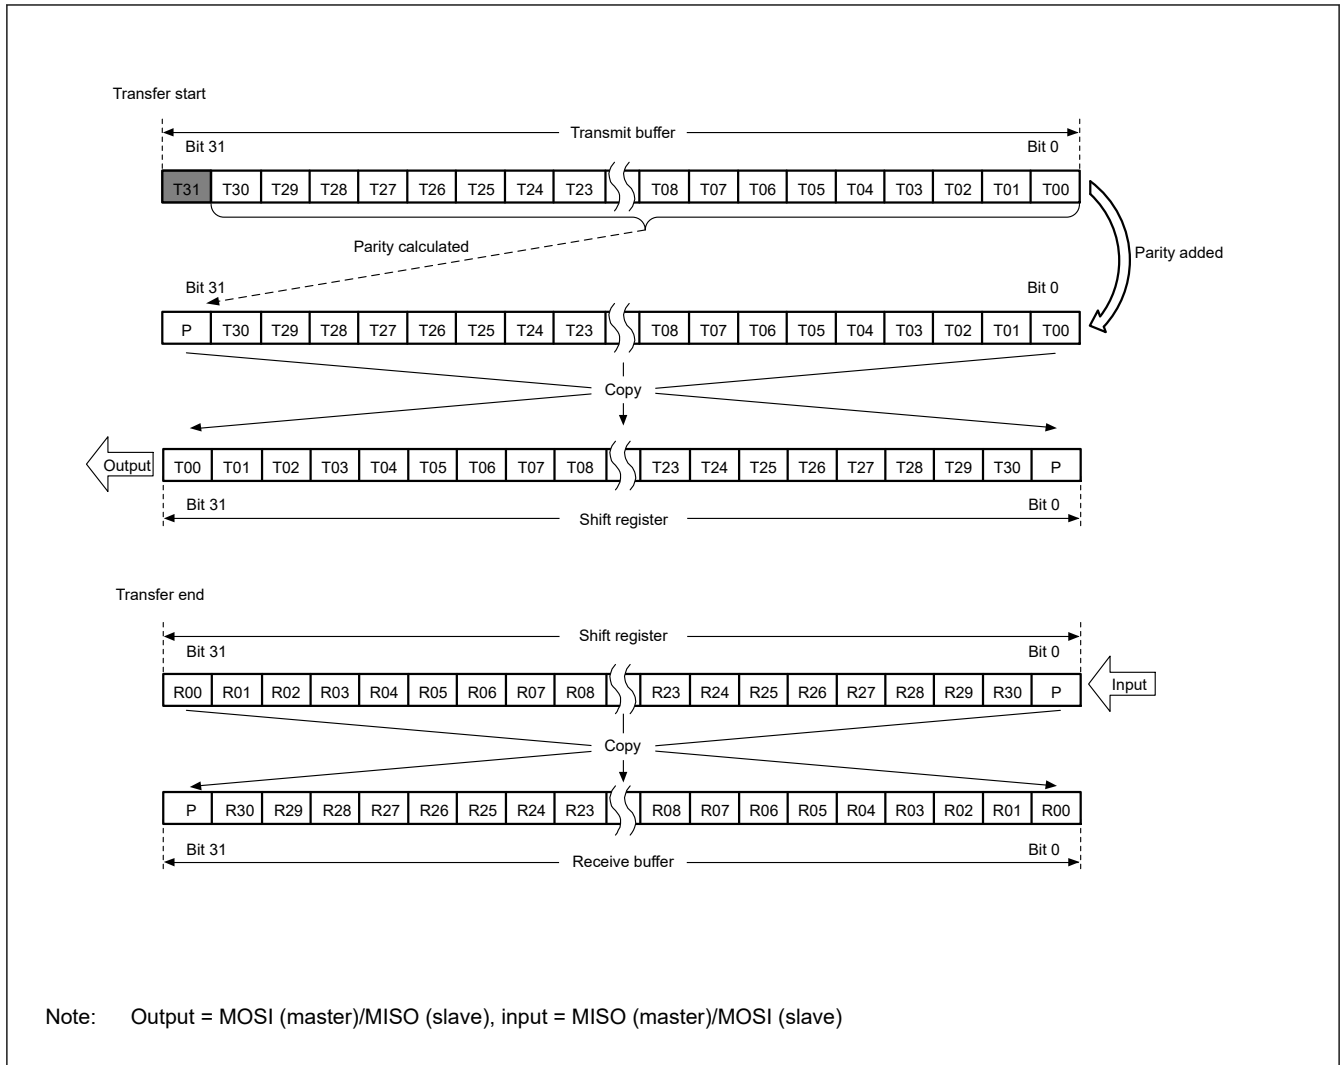 Transfer start
Transmit buffer
Bit 31 Bit 0
T31 T30 T29 T28 T27 T26 T25 T24 T23 T08 T07 T06 T05 T04 T03 T02 T01 T00
Parity calculated
Parity added
Bit 31 Bit 0
P T30 T29 T28 T27 T26 T25 T24 T23 T08 T07 T06 T05 T04 T03 T02 T01 T00
Copy
Output T00 T01 T02 T03 T04 T05 T06 T07 T08 T23 T24 T25 T26 T27 T28 T29 T30 P
Bit 31 Bit 0
Shift register
Transfer end
Shift register
Bit 31 Bit 0
R00 R01 R02 R03 R04 R05 R06 R07 R08 R23 R24 R25 R26 R27 R28 R29 R30 P Input
Copy
P R30 R29 R28 R27 R26 R25 R24 R23 R08 R07 R06 R05 R04 R03 R02 R01 R00
Bit 31 Bit 0
Receive buffer
Note: Output = MOSI (master)/MISO (slave), input = MISO (master)/MOSI (slave)